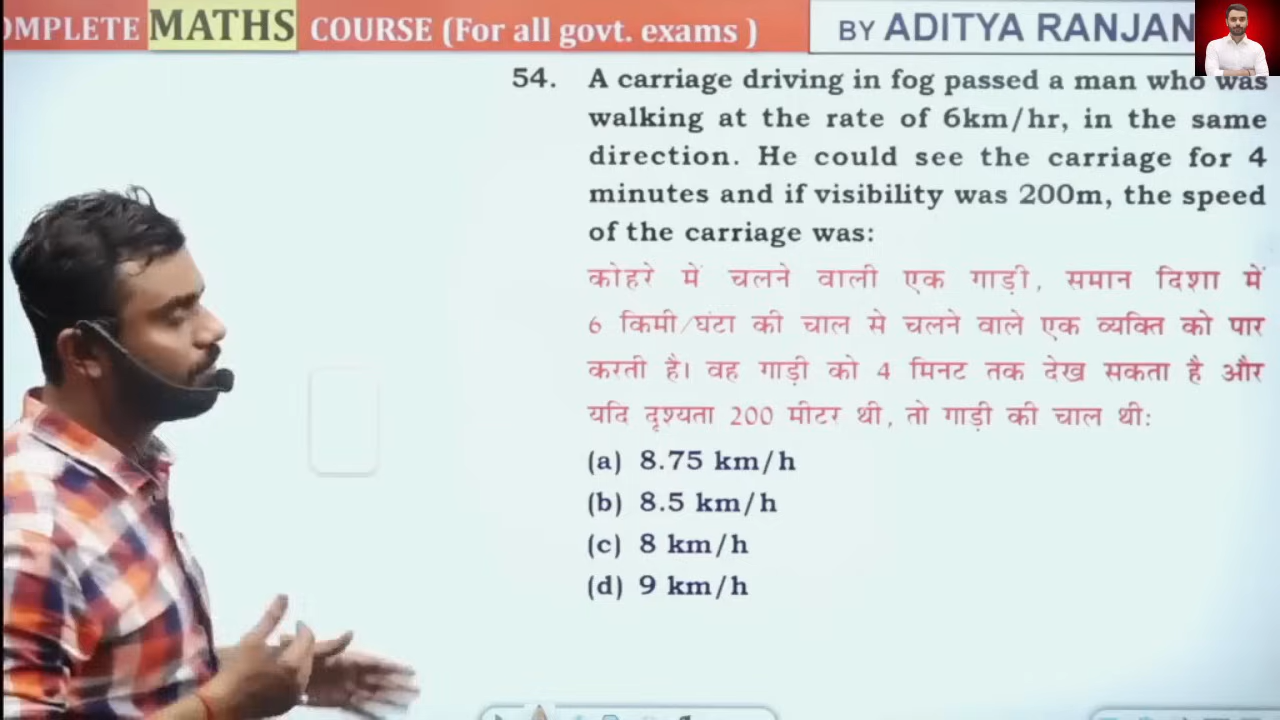 OMPLETE MATHS COURSE (For all govt. exams ) BY ADITYA RANJAN
54. A carriage driving in fog passed a man who was
walking at the rate of 6km/hr, in the same
direction. He could see the carriage for 4
minutes and if visibility was 200m, the speed
of the carriage was:
कोहरे में चलने वाली एक गाड़ी, समान दिशा में
6 किमी/घंटा की चाल से चलने वाले एक व्यक्ति को पार
करती है। वह गाड़ी को 4 मिनट तक देख सकता है और
यदि दृश्यता 200 मीटर थी, तो गाड़ी की चाल थी:
(a) 8.75 km/h
(b) 8.5 km/h
(c) 8 km/h
(d) 9 km/h